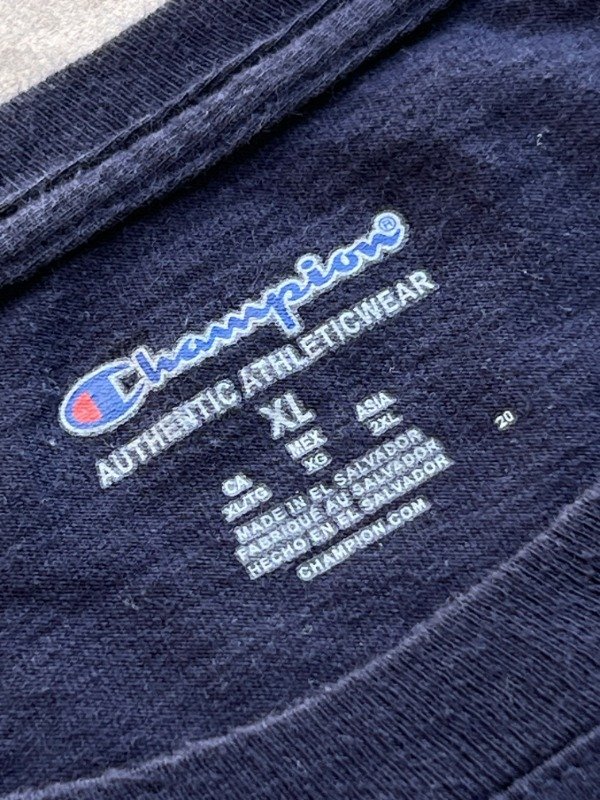 Champion®
AUTHENTIC ATHLETICWEAR
XL
CA MEX ASIA
XL/TG XG 2XL
MADE IN EL SALVADOR
FABRIQUÉ AU SALVADOR
HECHO EN EL SALVADOR
CHAMPION.COM
20